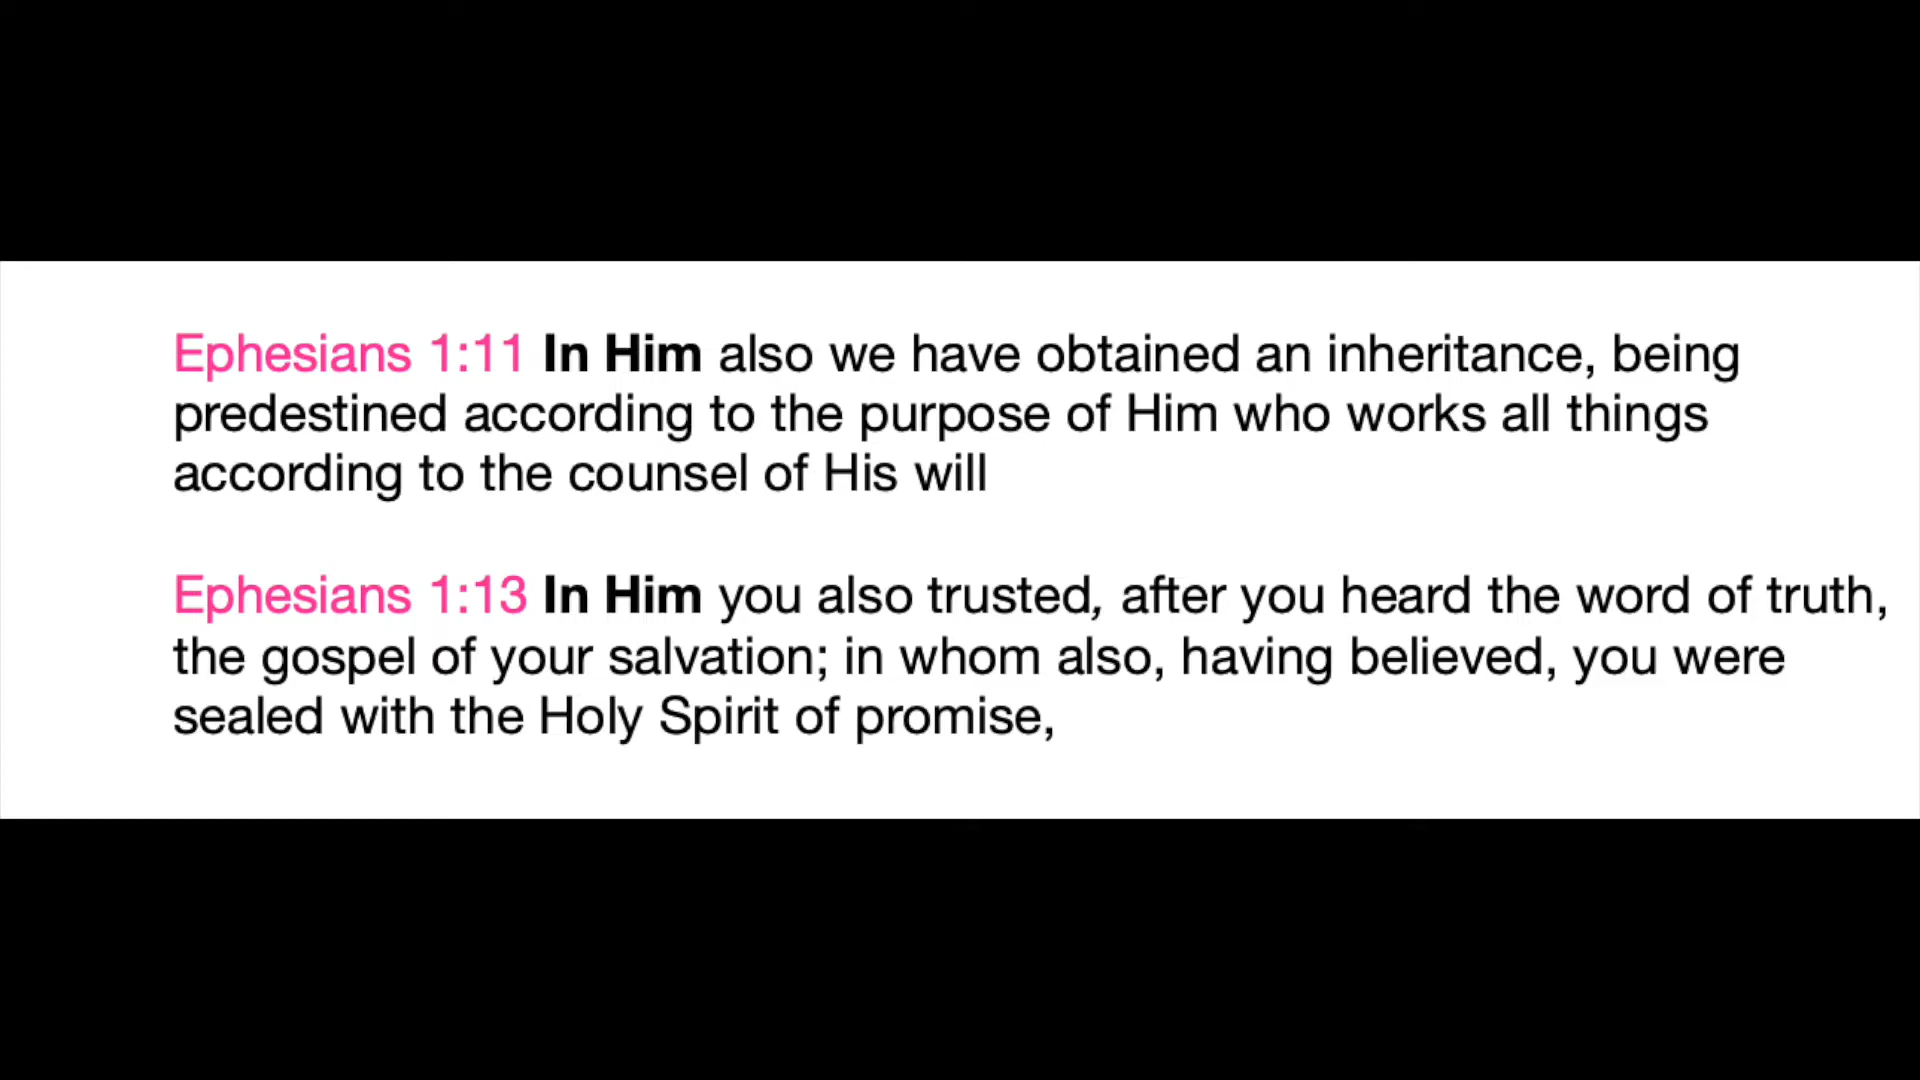 Ephesians 1:11 In Him also we have obtained an inheritance, being
predestined according to the purpose of Him who works all things
according to the counsel of His will
Ephesians 1:13 In Him you also trusted, after you heard the word of truth,
the gospel of your salvation; in whom also, having believed, you were
sealed with the Holy Spirit of promise,